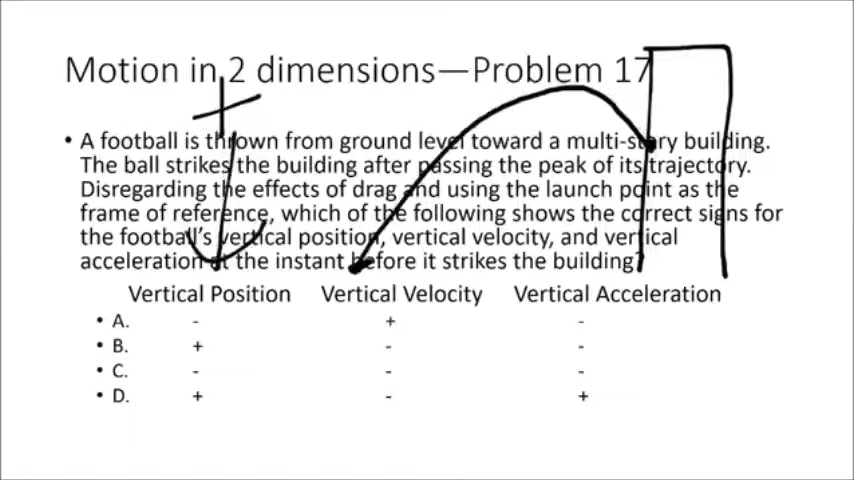 Motion in 2 dimensions—Problem 17
• A football is thrown from ground level toward a multi-story building.
The ball strikes the building after passing the peak of its trajectory.
Disregarding the effects of drag and using the launch point as the
frame of reference, which of the following shows the correct signs for
the football's vertical position, vertical velocity, and vertical
acceleration at the instant before it strikes the building?
Vertical Position Vertical Velocity Vertical Acceleration
• A. - + -
• B. + - -
• C. - - -
• D. + - +